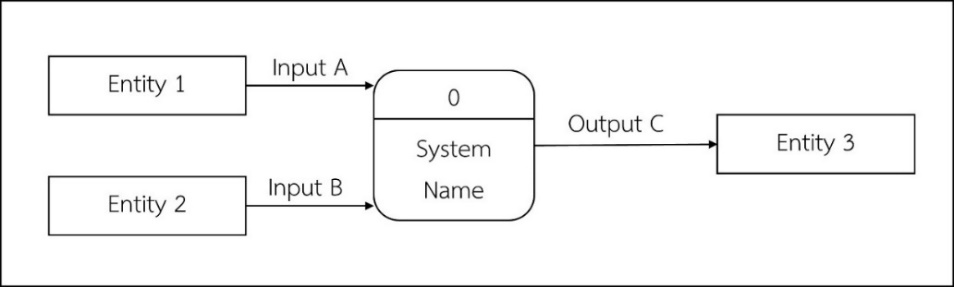 Entity 1
Input A
0
System
Name
Output C
Entity 3
Entity 2
Input B